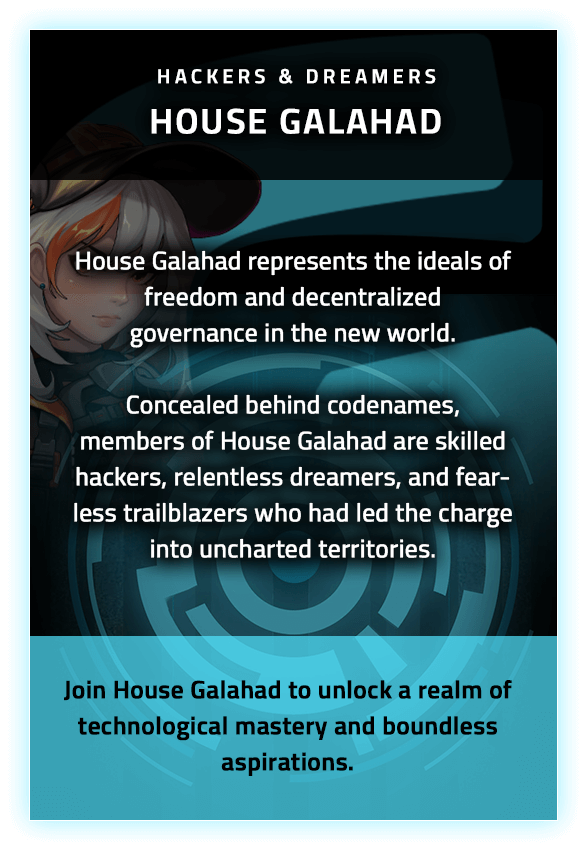 HACKERS & DREAMERS
HOUSE GALAHAD
House Galahad represents the ideals of
freedom and decentralized
governance in the new world.
Concealed behind codenames,
members of House Galahad are skilled
hackers, relentless dreamers, and fear-
less trailblazers who had led the charge
into uncharted territories.
Join House Galahad to unlock a realm of
technological mastery and boundless
aspirations.